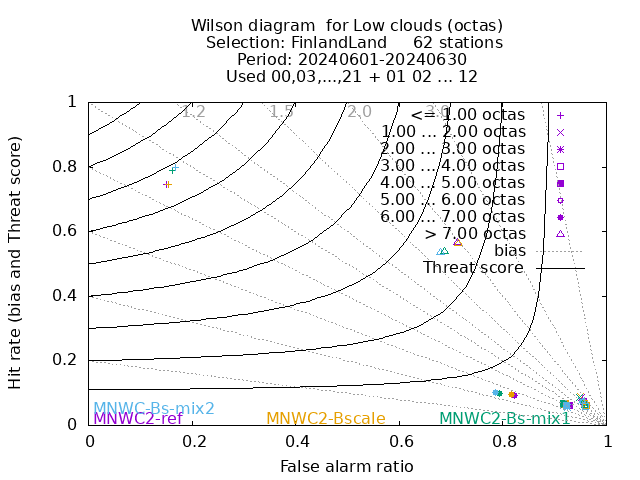 Wilson diagram  for Low clouds (octas)
Selection: FinlandLand     62 stations
Period: 20240601-20240630
Used 00,03,...,21 + 01 02 ... 12
1.2 1.5 2.0 3.0
<= 1.00 octas
1.00 ... 2.00 octas
2.00 ... 3.00 octas
3.00 ... 4.00 octas
4.00 ... 5.00 octas
5.00 ... 6.00 octas
6.00 ... 7.00 octas
> 7.00 octas
bias
Threat score
Hit rate (bias and Threat score)
1
0.8
0.6
0.4
0.2
0
MNWC-Bs-mix2
MNWC2-ref MNWC2-Bscale MNWC2-Bs-mix1
0 0.2 0.4 0.6 0.8 1
False alarm ratio